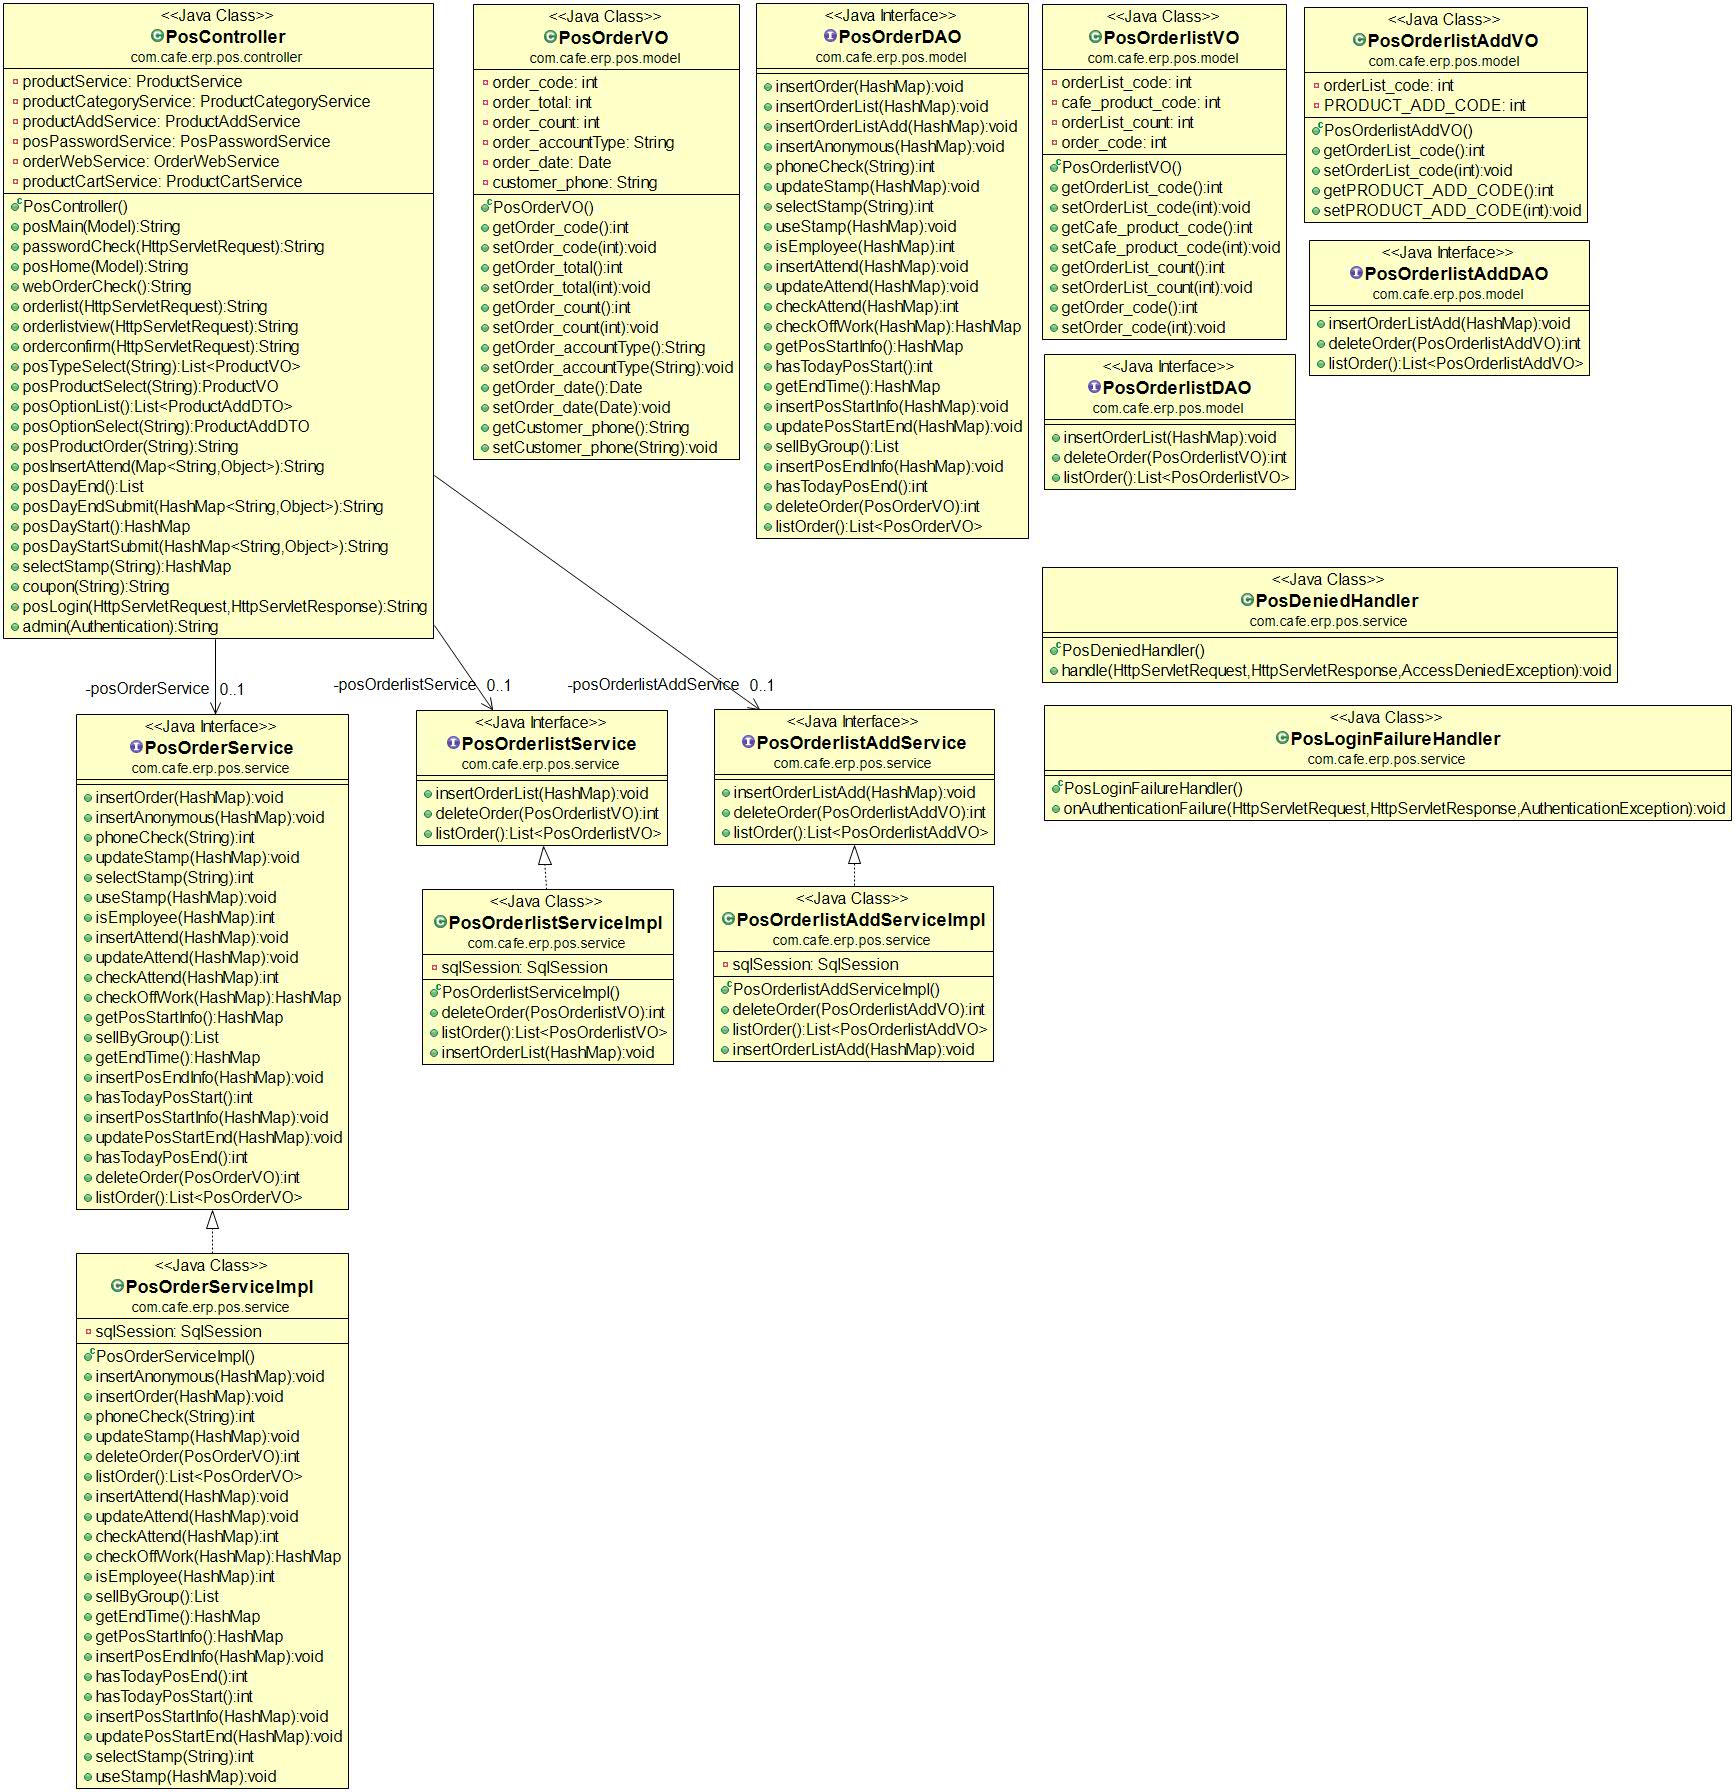 <<Java Class>>
PosController
com.cafe.erp.pos.controller
productService: ProductService
productCategoryService: ProductCategoryService
productAddService: ProductAddService
posPasswordService: PosPasswordService
orderWebService: OrderWebService
productCartService: ProductCartService
PosController()
posMain(Model):String
passwordCheck(HttpServletRequest):String
posHome(Model):String
webOrderCheck():String
orderlist(HttpServletRequest):String
orderlistview(HttpServletRequest):String
orderconfirm(HttpServletRequest):String
posTypeSelect(String):List<ProductVO>
posProductSelect(String):ProductVO
posOptionList():List<ProductAddDTO>
posOptionSelect(String):ProductAddDTO
posProductOrder(String):String
posInsertAttend(Map<String,Object>):String
posDayEnd():List
posDayEndSubmit(HashMap<String,Object>):String
posDayStart():HashMap
posDayStartSubmit(HashMap<String,Object>):String
selectStamp(String):HashMap
coupon(String):String
posLogin(HttpServletRequest,HttpServletResponse):String
admin(Authentication):String
<<Java Class>>
PosOrderVO
com.cafe.erp.pos.model
order_code: int
order_total: int
order_count: int
order_accountType: String
order_date: Date
customer_phone: String
PosOrderVO()
getOrder_code():int
setOrder_code(int):void
getOrder_total():int
setOrder_total(int):void
getOrder_count():int
setOrder_count(int):void
getOrder_accountType():String
setOrder_accountType(String):void
getOrder_date():Date
setOrder_date(Date):void
getCustomer_phone():String
setCustomer_phone(String):void
<<Java Interface>>
PosOrderDAO
com.cafe.erp.pos.model
insertOrder(HashMap):void
insertOrderList(HashMap):void
insertOrderListAdd(HashMap):void
insertAnonymous(HashMap):void
phoneCheck(String):int
updateStamp(HashMap):void
selectStamp(String):int
useStamp(HashMap):void
isEmployee(HashMap):int
insertAttend(HashMap):void
updateAttend(HashMap):void
checkAttend(HashMap):int
checkOffWork(HashMap):HashMap
getPosStartInfo():HashMap
hasTodayPosStart():int
getEndTime():HashMap
insertPosStartInfo(HashMap):void
updatePosStartEnd(HashMap):void
sellByGroup():List
insertPosEndInfo(HashMap):void
hasTodayPosEnd():int
deleteOrder(PosOrderVO):int
listOrder():List<PosOrderVO>
<<Java Class>>
PosOrderlistVO
com.cafe.erp.pos.model
orderList_code: int
cafe_product_code: int
orderList_count: int
order_code: int
PosOrderlistVO()
getOrderList_code():int
setOrderList_code(int):void
getCafe_product_code():int
setCafe_product_code(int):void
getOrderList_count():int
setOrderList_count(int):void
getOrder_code():int
setOrder_code(int):void
<<Java Class>>
PosOrderlistAddVO
com.cafe.erp.pos.model
orderList_code: int
PRODUCT_ADD_CODE: int
PosOrderlistAddVO()
getOrderList_code():int
setOrderList_code(int):void
getPRODUCT_ADD_CODE():int
setPRODUCT_ADD_CODE(int):void
<<Java Interface>>
PosOrderlistAddDAO
com.cafe.erp.pos.model
insertOrderListAdd(HashMap):void
deleteOrder(PosOrderlistAddVO):int
listOrder():List<PosOrderlistAddVO>
<<Java Interface>>
PosOrderlistDAO
com.cafe.erp.pos.model
insertOrderList(HashMap):void
deleteOrder(PosOrderlistVO):int
listOrder():List<PosOrderlistVO>
<<Java Class>>
PosDeniedHandler
com.cafe.erp.pos.service
PosDeniedHandler()
handle(HttpServletRequest,HttpServletResponse,AccessDeniedException):void
<<Java Class>>
PosLoginFailureHandler
com.cafe.erp.pos.service
PosLoginFailureHandler()
onAuthenticationFailure(HttpServletRequest,HttpServletResponse,AuthenticationException):void
-posOrderService 0..1
-posOrderlistService 0..1
-posOrderlistAddService 0..1
<<Java Interface>>
PosOrderService
com.cafe.erp.pos.service
insertOrder(HashMap):void
insertAnonymous(HashMap):void
phoneCheck(String):int
updateStamp(HashMap):void
selectStamp(String):int
useStamp(HashMap):void
isEmployee(HashMap):int
insertAttend(HashMap):void
updateAttend(HashMap):void
checkAttend(HashMap):int
checkOffWork(HashMap):HashMap
getPosStartInfo():HashMap
sellByGroup():List
getEndTime():HashMap
insertPosEndInfo(HashMap):void
hasTodayPosStart():int
insertPosStartInfo(HashMap):void
updatePosStartEnd(HashMap):void
hasTodayPosEnd():int
deleteOrder(PosOrderVO):int
listOrder():List<PosOrderVO>
<<Java Interface>>
PosOrderlistService
com.cafe.erp.pos.service
insertOrderList(HashMap):void
deleteOrder(PosOrderlistVO):int
listOrder():List<PosOrderlistVO>
<<Java Interface>>
PosOrderlistAddService
com.cafe.erp.pos.service
insertOrderListAdd(HashMap):void
deleteOrder(PosOrderlistAddVO):int
listOrder():List<PosOrderlistAddVO>
<<Java Class>>
PosOrderlistServiceImpl
com.cafe.erp.pos.service
sqlSession: SqlSession
PosOrderlistServiceImpl()
deleteOrder(PosOrderlistVO):int
listOrder():List<PosOrderlistVO>
insertOrderList(HashMap):void
<<Java Class>>
PosOrderlistAddServiceImpl
com.cafe.erp.pos.service
sqlSession: SqlSession
PosOrderlistAddServiceImpl()
deleteOrder(PosOrderlistAddVO):int
listOrder():List<PosOrderlistAddVO>
insertOrderListAdd(HashMap):void
<<Java Class>>
PosOrderServiceImpl
com.cafe.erp.pos.service
sqlSession: SqlSession
PosOrderServiceImpl()
insertAnonymous(HashMap):void
insertOrder(HashMap):void
phoneCheck(String):int
updateStamp(HashMap):void
deleteOrder(PosOrderVO):int
listOrder():List<PosOrderVO>
insertAttend(HashMap):void
updateAttend(HashMap):void
checkAttend(HashMap):int
checkOffWork(HashMap):HashMap
isEmployee(HashMap):int
sellByGroup():List
getEndTime():HashMap
getPosStartInfo():HashMap
insertPosEndInfo(HashMap):void
hasTodayPosEnd():int
hasTodayPosStart():int
insertPosStartInfo(HashMap):void
updatePosStartEnd(HashMap):void
selectStamp(String):int
useStamp(HashMap):void